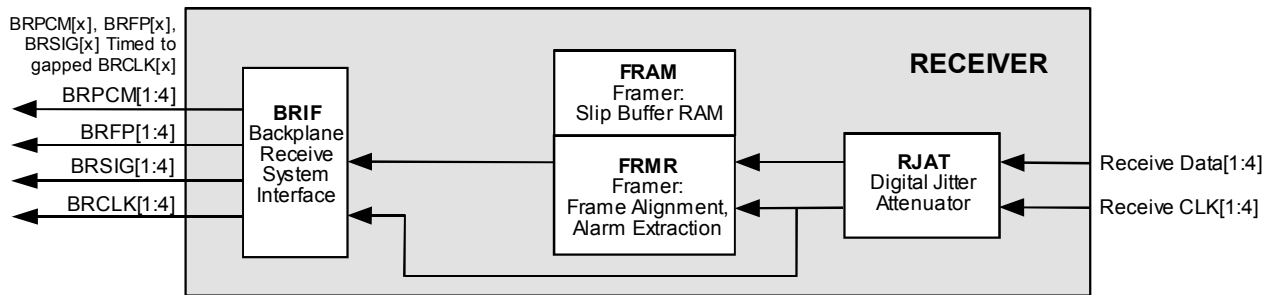 BRPCM[x], BRFP[x],
BRSIG[x] Timed to
gapped BRCLK[x]
BRPCM[1:4]
BRFP[1:4]
BRSIG[1:4]
BRCLK[1:4]
BRIF
Backplane
Receive
System
Interface
FRAM
Framer:
Slip Buffer RAM
FRMR
Framer:
Frame Alignment,
Alarm Extraction
RECEIVER
RJAT
Digital Jitter
Attenuator
Receive Data[1:4]
Receive CLK[1:4]